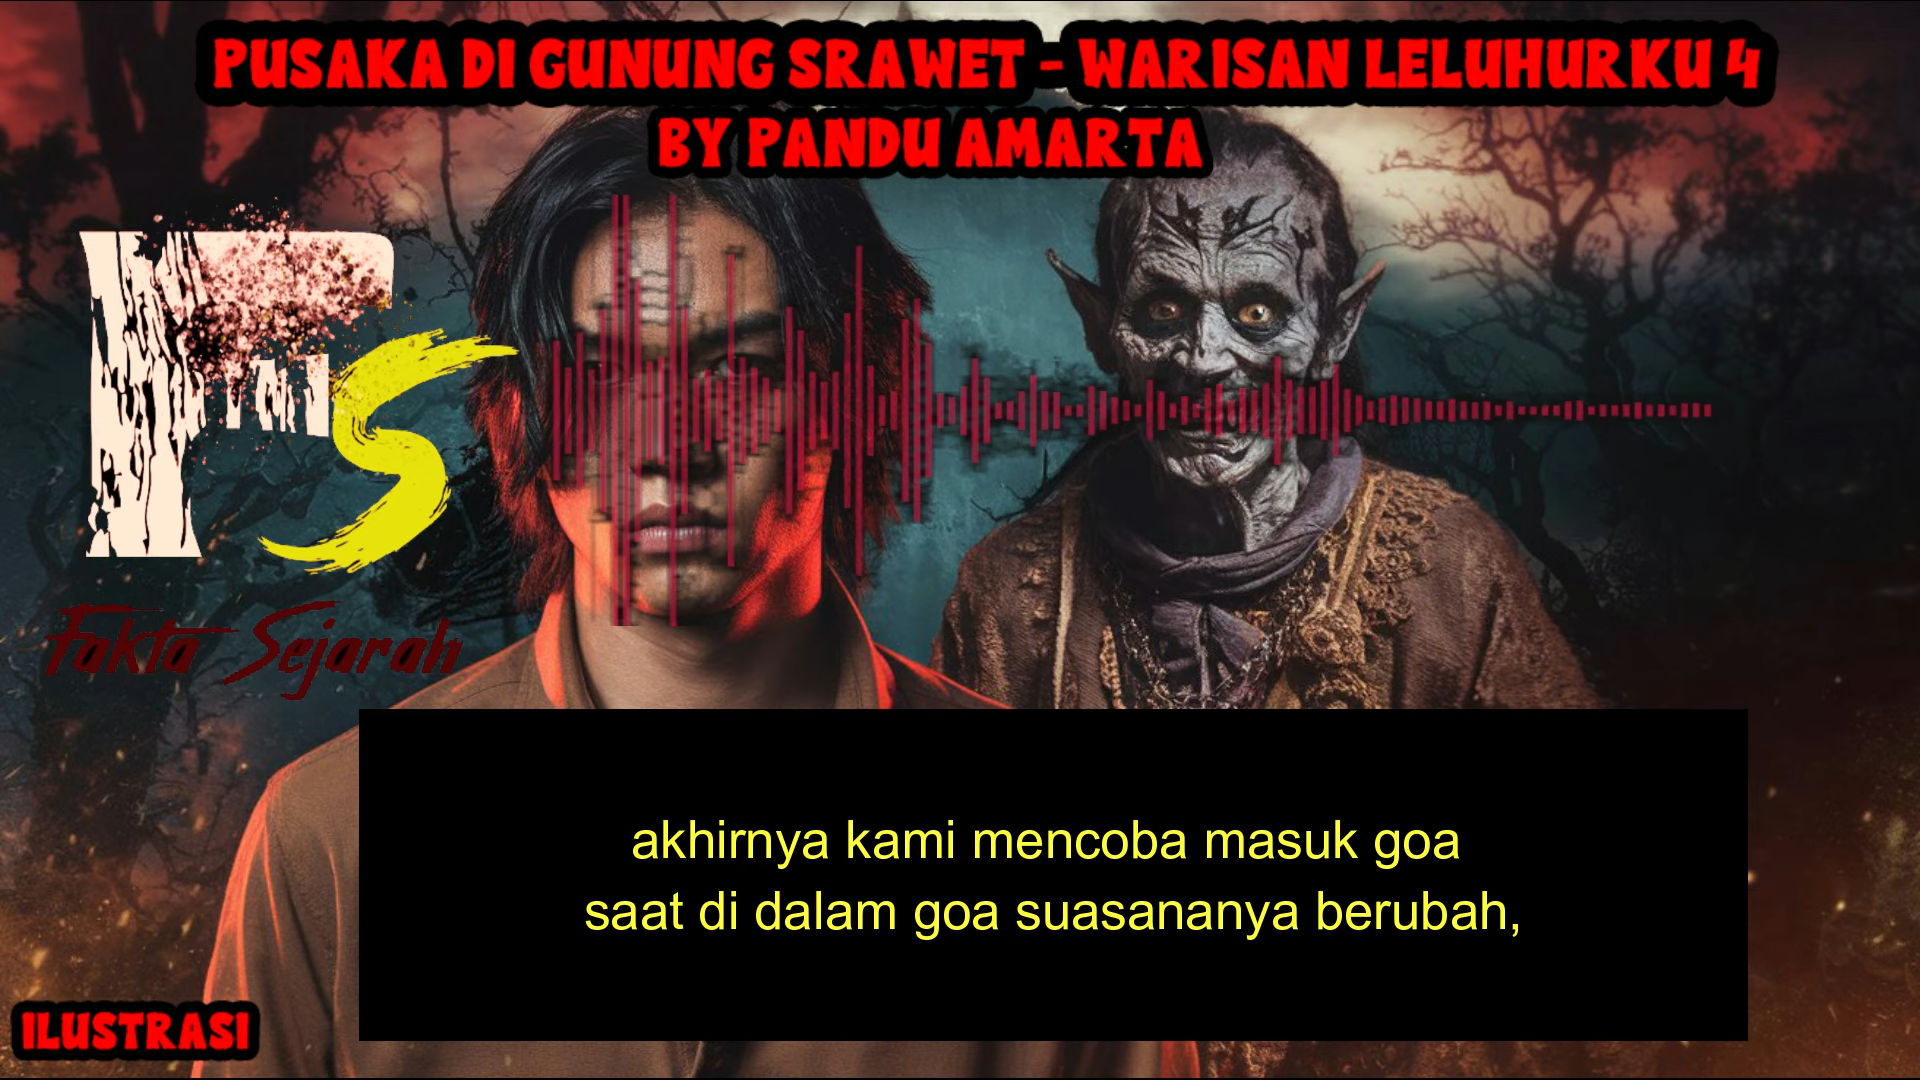 PUSAKA DI GUNUNG SRAWET - WARISAN LELUHURKU 4
BY PANDU AMARTA
FS
Fakta Sejarah
akhirnya kami mencoba masuk goa
saat di dalam goa suasananya berubah,
ILUSTRASI